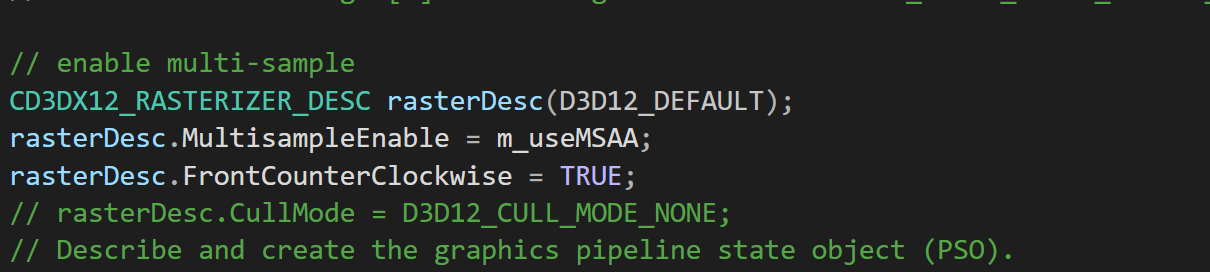 // enable multi-sample
CD3DX12_RASTERIZER_DESC rasterDesc(D3D12_DEFAULT);
rasterDesc.MultisampleEnable = m_useMSAA;
rasterDesc.FrontCounterClockwise = TRUE;
// rasterDesc.CullMode = D3D12_CULL_MODE_NONE;
// Describe and create the graphics pipeline state object (PSO).